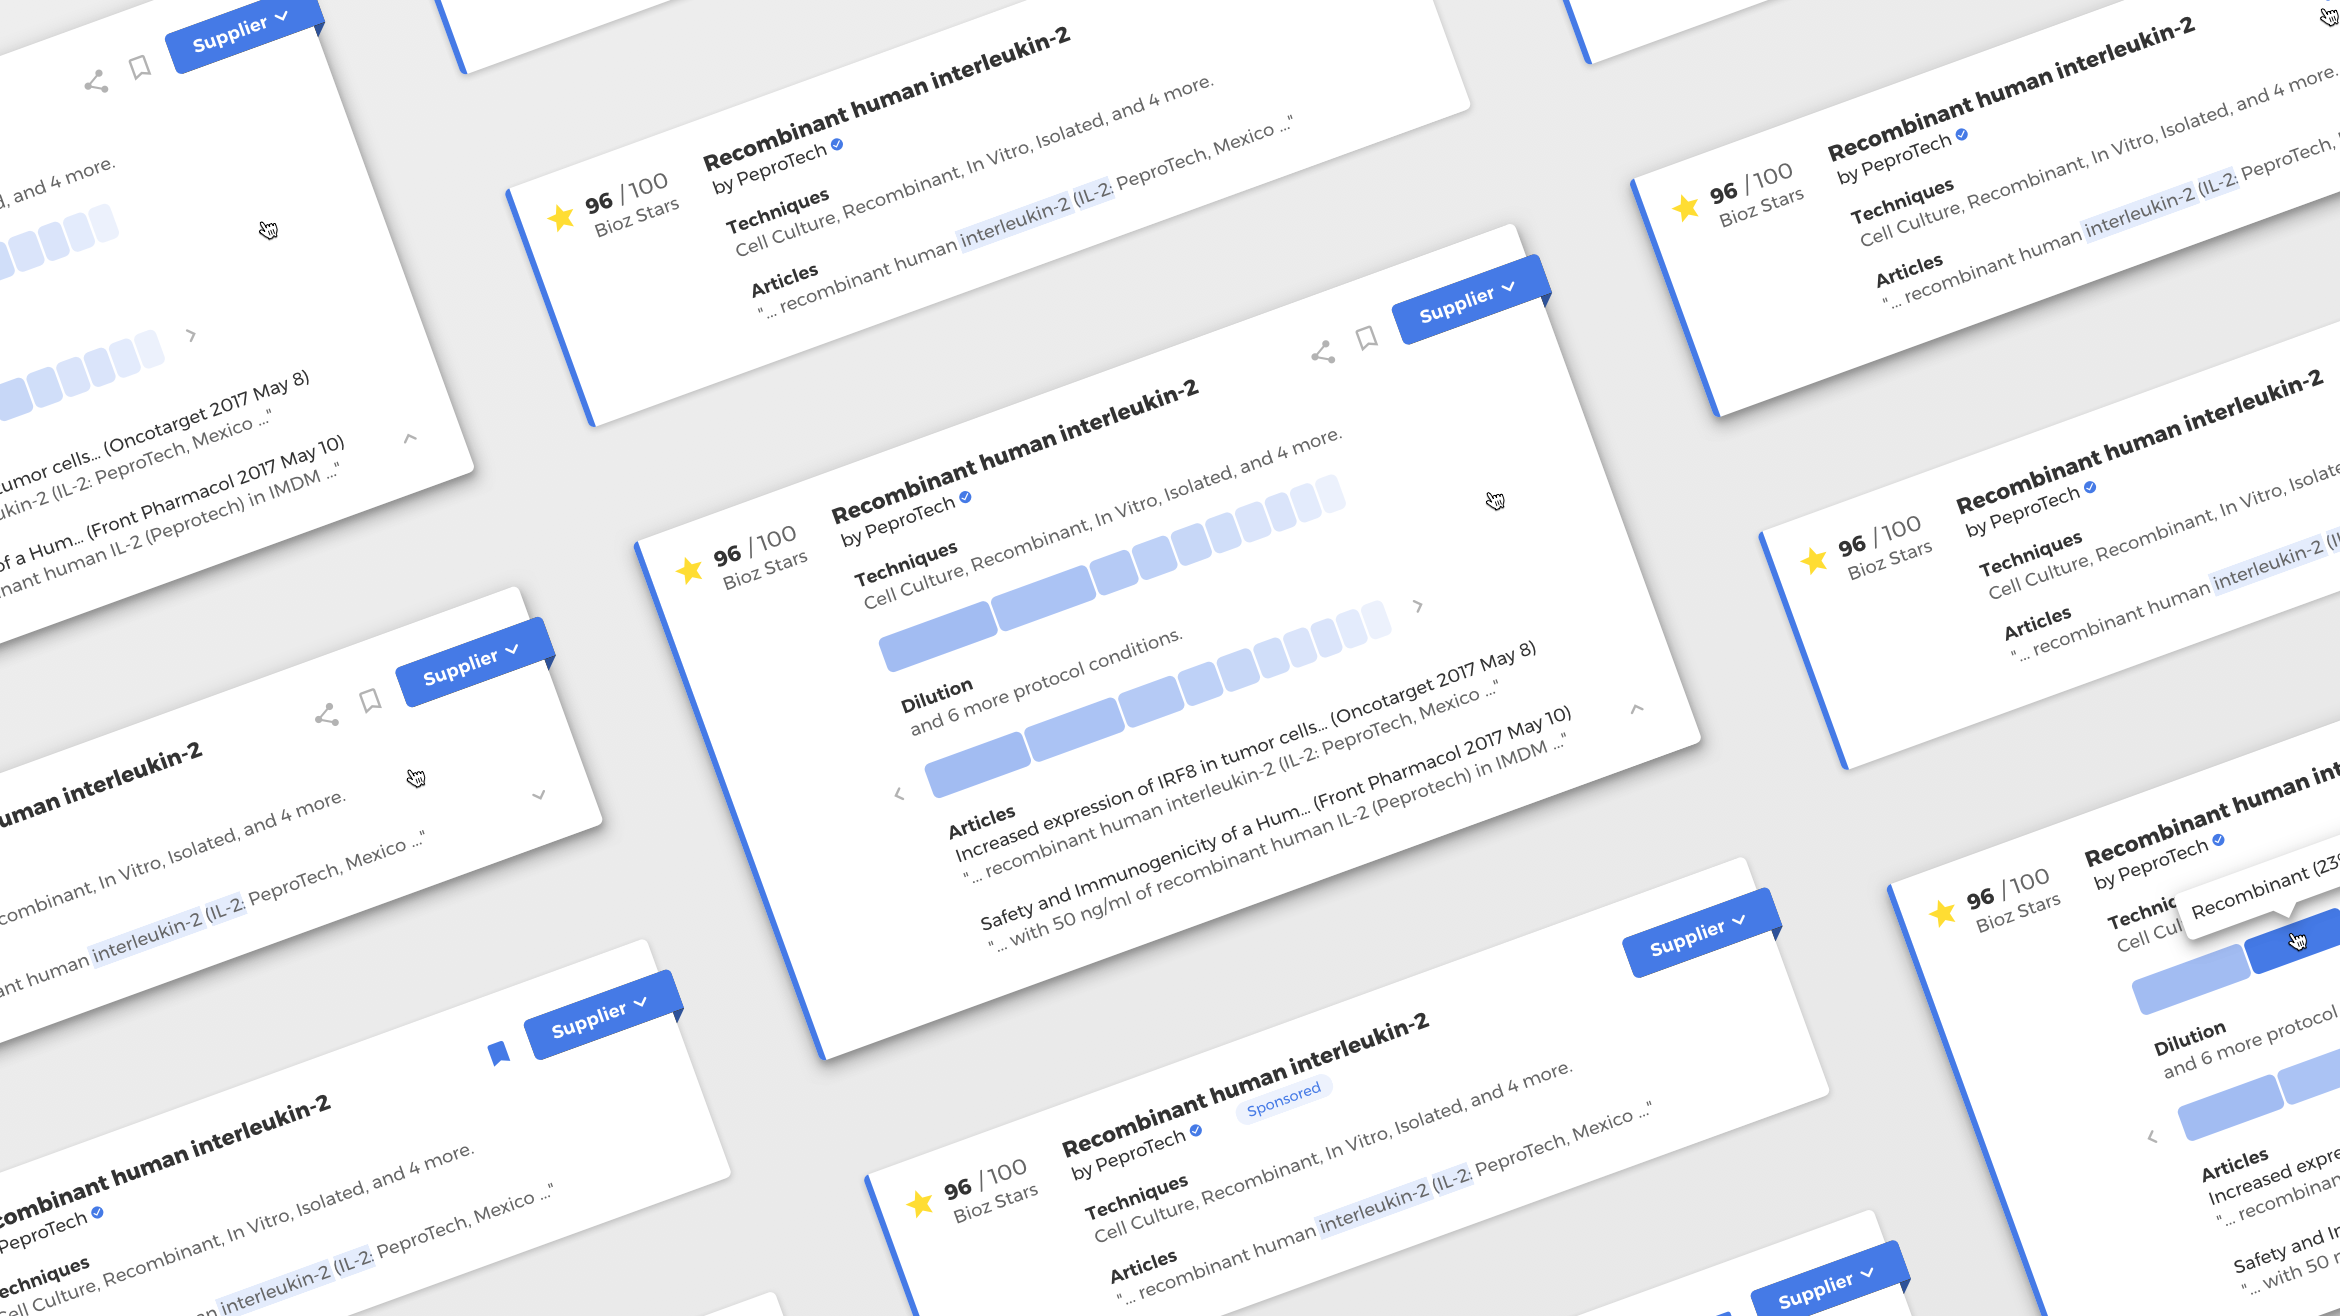 Supplier
d, and 4 more.
tumor cells... (Oncotarget 2017 May 8)
ukin-2 (IL-2: PeproTech, Mexico ..."
of a Hum... (Front Pharmacol 2017 May 10)
nant human IL-2 (Peprotech) in IMDM ..."
Supplier
uman interleukin-2
combinant, In Vitro, Isolated, and 4 more.
ant human interleukin-2 (IL-2: PeproTech, Mexico ..."
Supplier
combinant human interleukin-2
PeproTech
echniques
Cell Culture, Recombinant, In Vitro, Isolated, and 4 more.
an interleukin-2 (IL-2: PeproTech, Mexico ..."
96 /100
Bioz Stars
Recombinant human interleukin-2
by PeproTech
Techniques
Cell Culture, Recombinant, In Vitro, Isolated, and 4 more.
Articles
"... recombinant human interleukin-2 (IL-2: PeproTech, Mexico ..."
Supplier
96 /100
Bioz Stars
Recombinant human interleukin-2
by PeproTech
Techniques
Cell Culture, Recombinant, In Vitro, Isolated, and 4 more.
Dilution
and 6 more protocol conditions.
Articles
Increased expression of IRF8 in tumor cells... (Oncotarget 2017 May 8)
"... recombinant human interleukin-2 (IL-2: PeproTech, Mexico ..."
Safety and Immunogenicity of a Hum... (Front Pharmacol 2017 May 10)
"... with 50 ng/ml of recombinant human IL-2 (Peprotech) in IMDM ..."
Supplier
96 /100
Bioz Stars
Recombinant human interleukin-2
by PeproTech
Sponsored
Techniques
Cell Culture, Recombinant, In Vitro, Isolated, and 4 more.
Articles
"... recombinant human interleukin-2 (IL-2: PeproTech, Mexico ..."
Supplier
96 /100
Bioz Stars
Recombinant human interleukin-2
by PeproTech
Techniques
Cell Culture, Recombinant, In Vitro, Isolated, and 4 more.
Articles
"... recombinant human interleukin-2 (IL-2: PeproTech,
96 /100
Bioz Stars
Recombinant human interleukin-2
by PeproTech
Techniques
Cell Culture, Recombinant, In Vitro, Isolate
Articles
"... recombinant human interleukin-2
96 /100
Bioz Stars
Recombinant human int
by PeproTech
Techniq
Cell Cul
Recombinant (23
Dilution
and 6 more protocol
Articles
Increased expre
"... recombinan
Safety and I
"... with 50